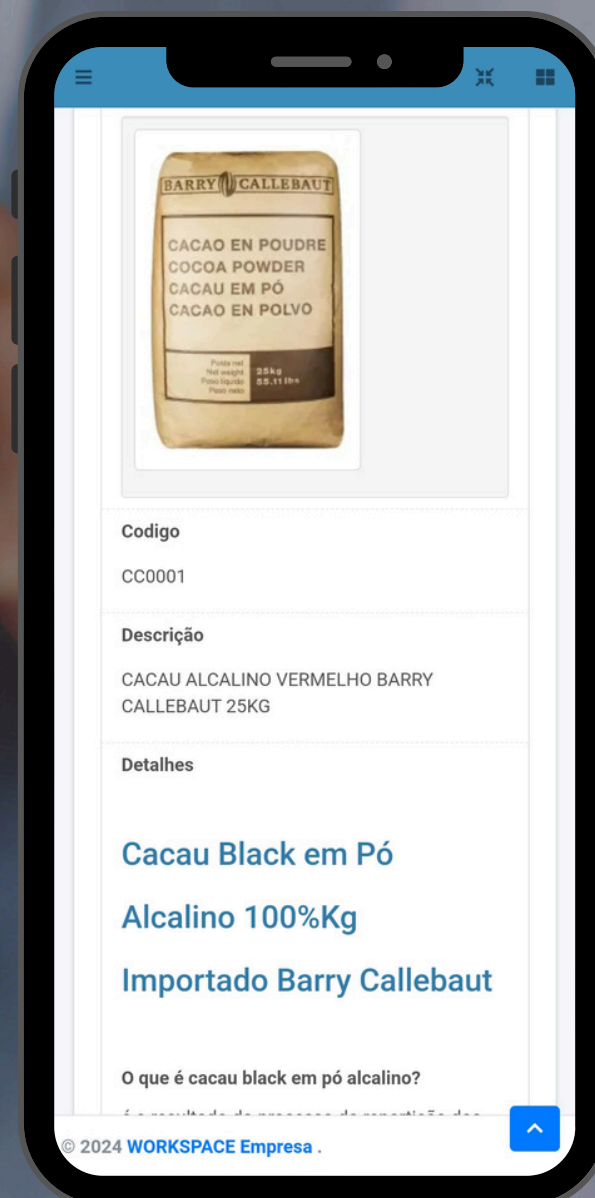 BARRY CALLEBAUT
CACAO EN POUDRE
COCOA POWDER
CACAU EM PÓ
CACAO EN POLVO
Poids net
Net weight 25kg
Peso líquido 55.11 lbs
Peso neto
Codigo
CC0001
Descrição
CACAU ALCALINO VERMELHO BARRY
CALLEBAUT 25KG
Detalhes
Cacau Black em Pó
Alcalino 100%Kg
Importado Barry Callebaut
O que é cacau black em pó alcalino?
© 2024 WORKSPACE Empresa .